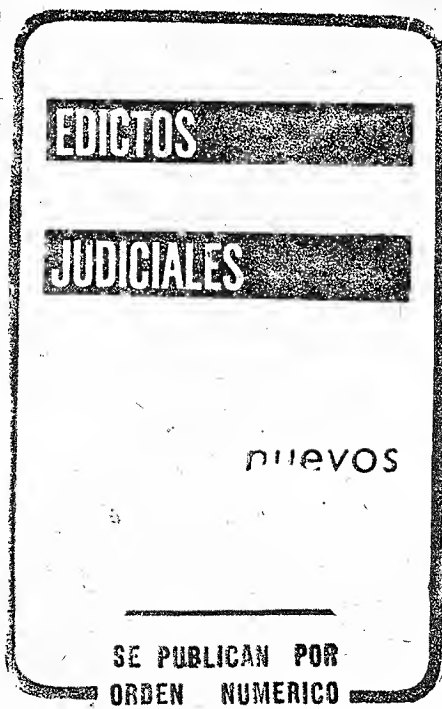 EDICTOS
JUDICIALES
nuevos
SE PUBLICAN POR
ORDEN NUMERICO